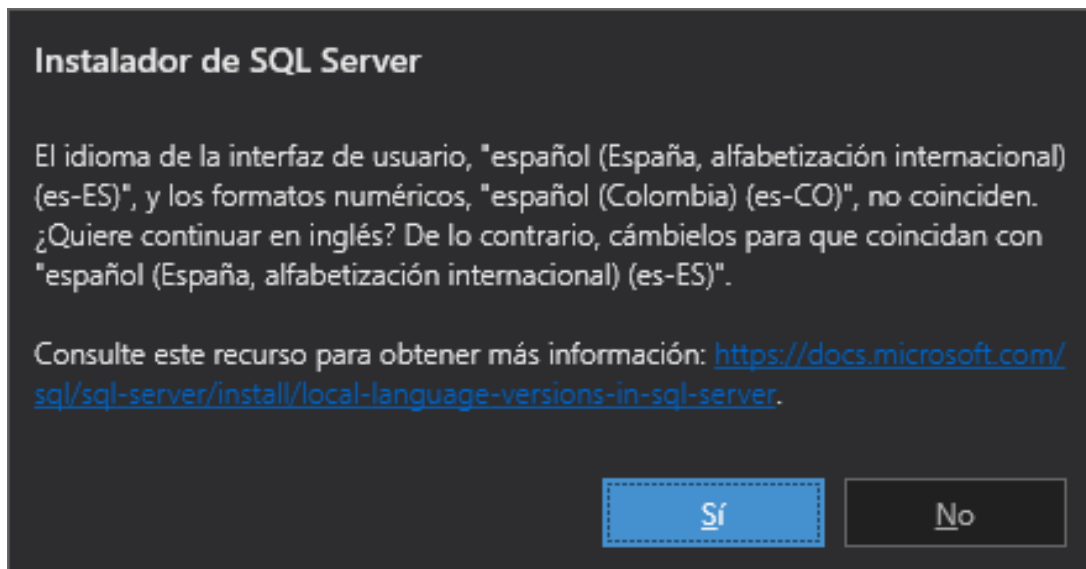 Instalador de SQL Server
El idioma de la interfaz de usuario, "español (España, alfabetización internacional)
(es-ES)", y los formatos numéricos, "español (Colombia) (es-CO)", no coinciden.
¿Quiere continuar en inglés? De lo contrario, cámbielos para que coincidan con
"español (España, alfabetización internacional) (es-ES)".
Consulte este recurso para obtener más información: https://docs.microsoft.com/
sql/sql-server/install/local-language-versions-in-sql-server.
Sí
No